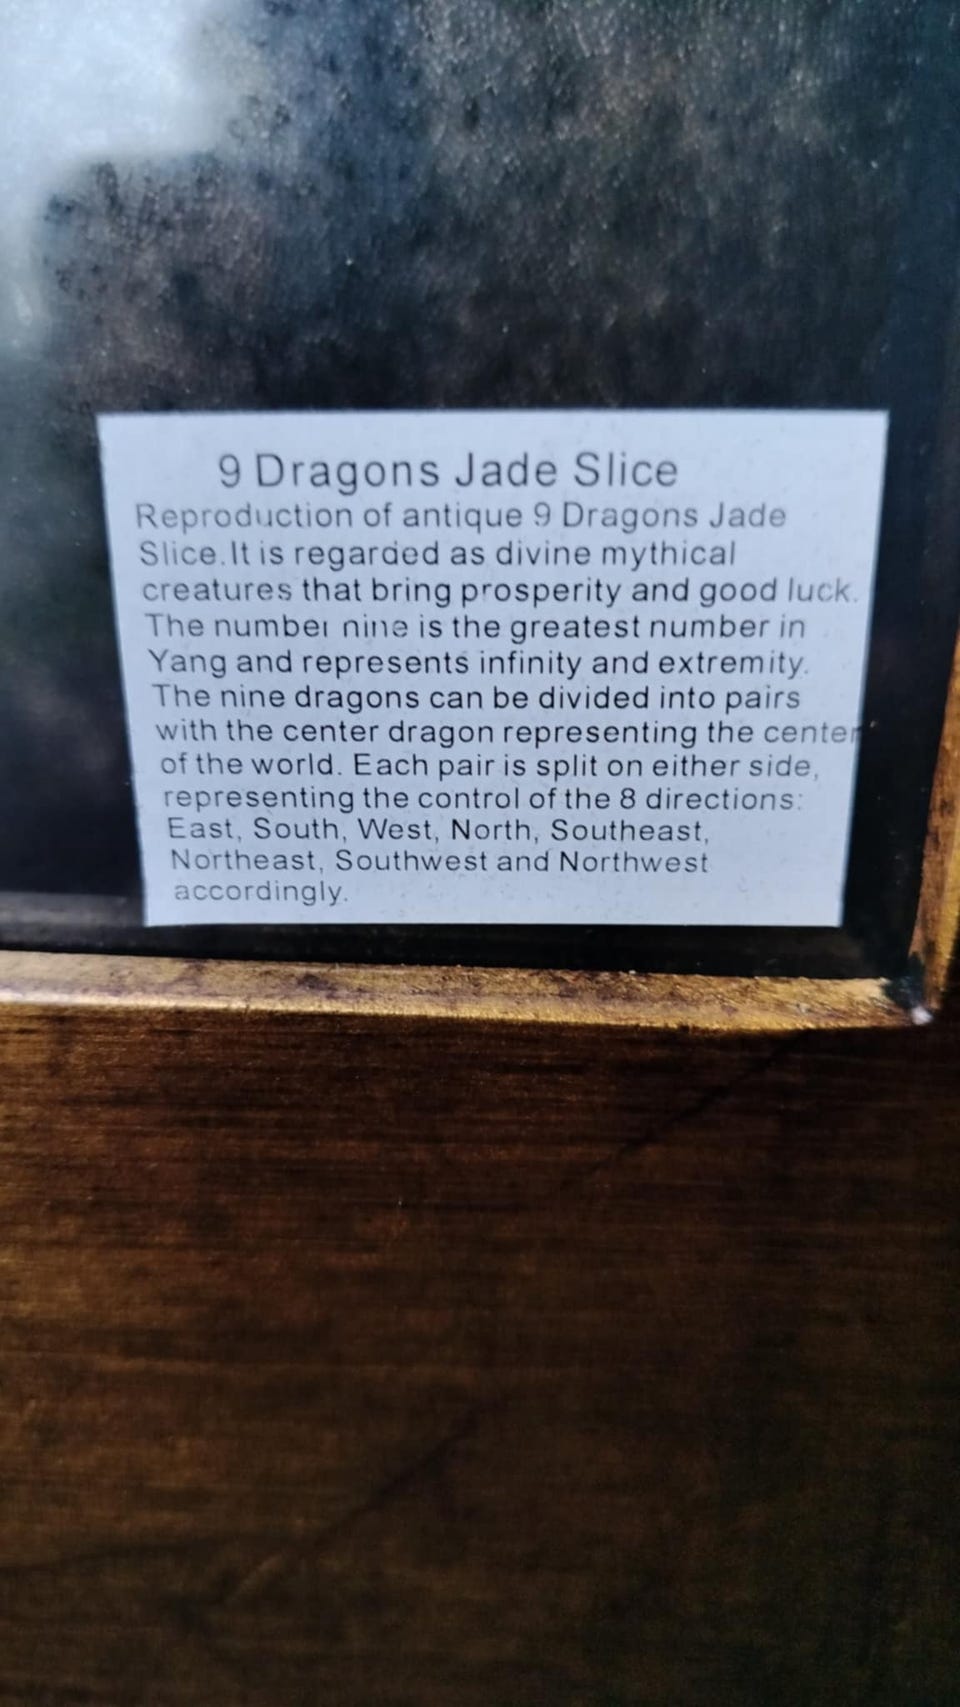 9 Dragons Jade Slice
Reproduction of antique 9 Dragons Jade
Slice.It is regarded as divine mythical
creatures that bring prosperity and good luck.
The number nine is the greatest number in
Yang and represents infinity and extremity.
The nine dragons can be divided into pairs
with the center dragon representing the center
of the world. Each pair is split on either side,
representing the control of the 8 directions:
East, South, West, North, Southeast,
Northeast, Southwest and Northwest
accordingly.